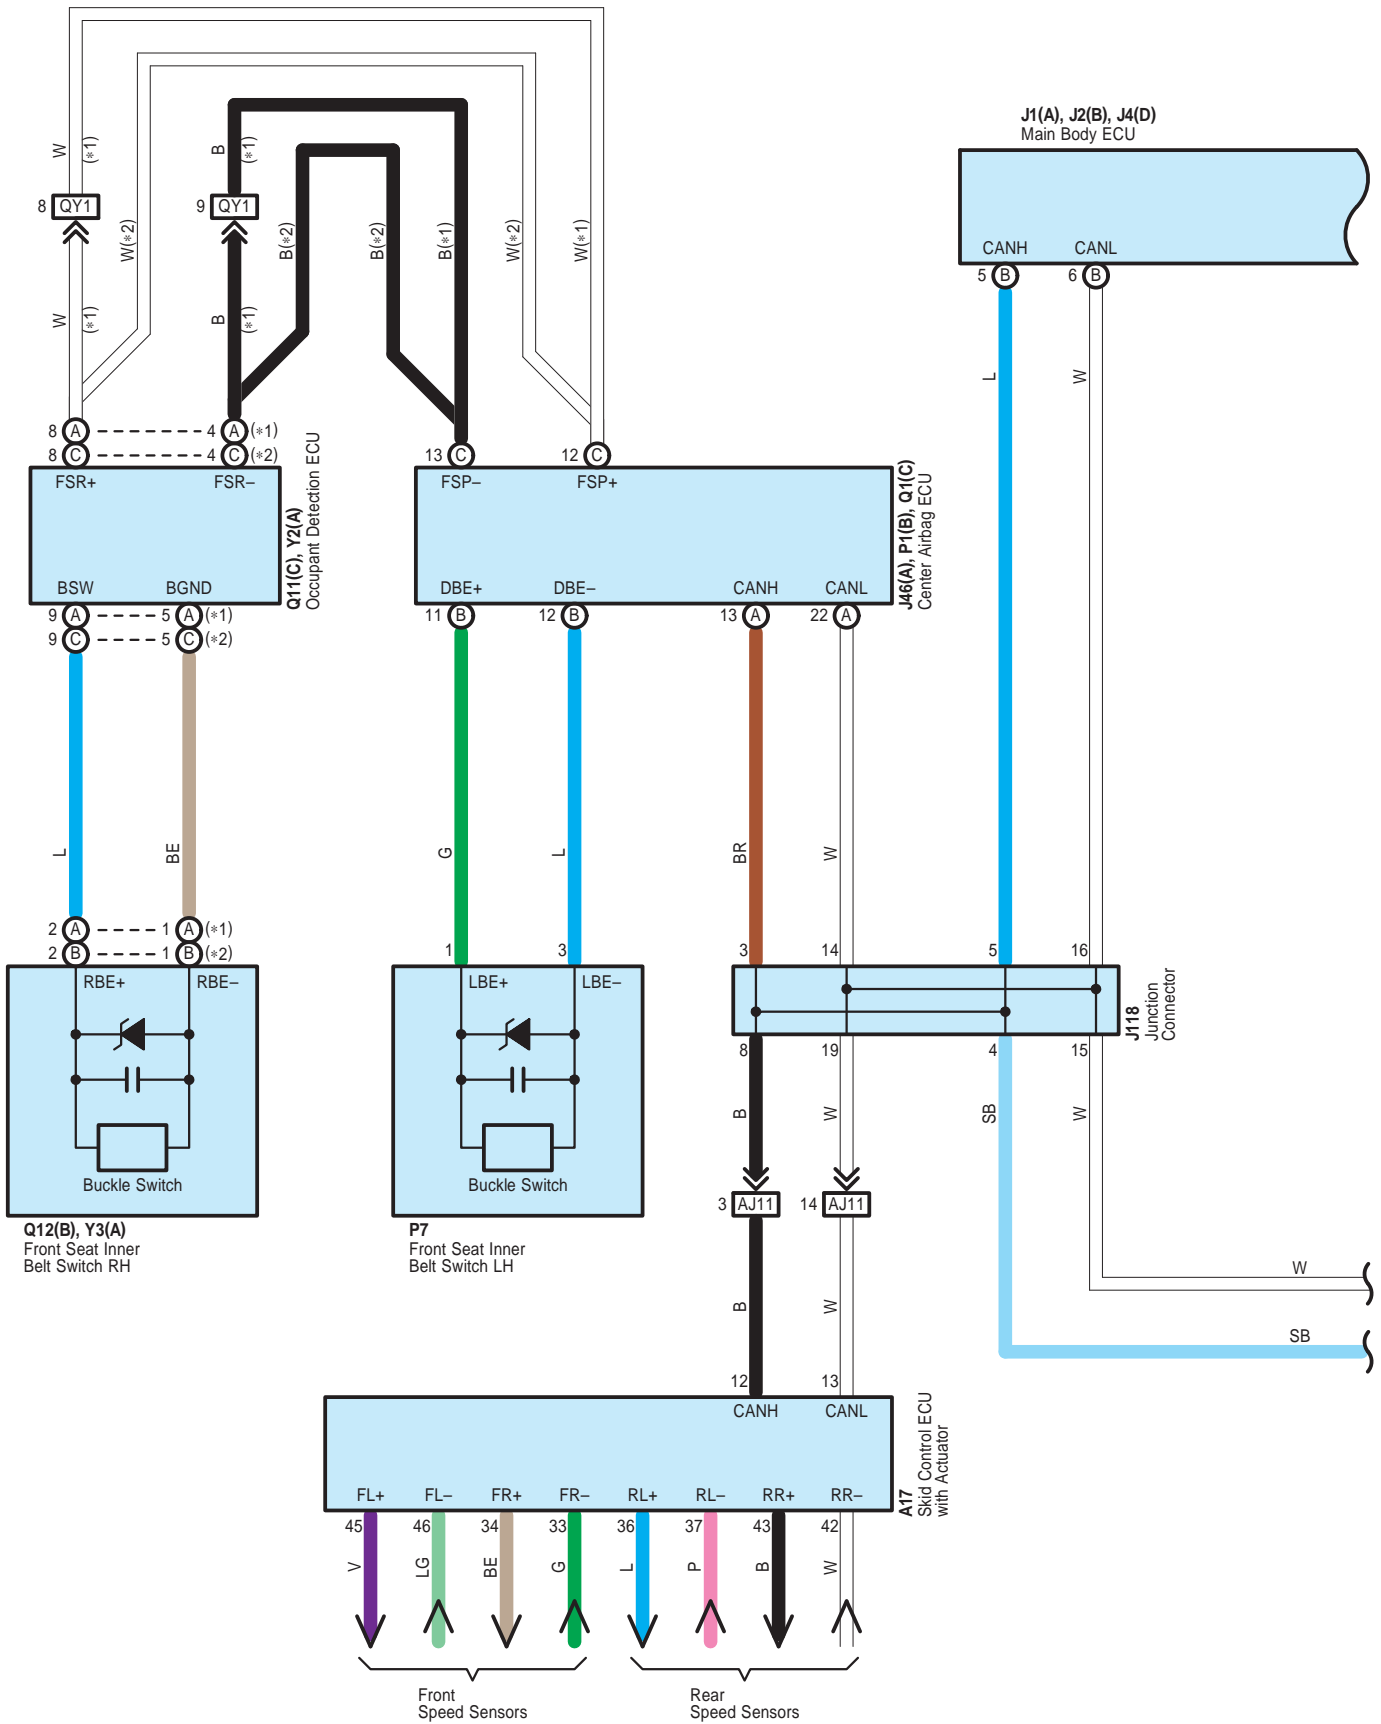 J1(A), J2(B), J4(D)
Main Body ECU
W
(*1)
B
(*1)
8 QY1
9 QY1
W(*2)
B(*2)
B(*2)
B(*1)
W(*2)
W(*1)
CANH
CANL
5 B
6 B
W
(*1)
B
(*1)
L
W
8 A
4 A (*1)
8 C
4 C (*2)
13 C
12 C
FSR+
FSR–
FSP–
FSP+
Q11(C), Y2(A)
Occupant Detection ECU
J46(A), P1(B), Q1(C)
Center Airbag ECU
BSW
BGND
DBE+
DBE–
CANH
CANL
9 A
5 A (*1)
9 C
5 C (*2)
11 B
12 B
13 A
22 A
L
BE
G
L
BR
W
2 A
1 A (*1)
2 B
1 B (*2)
1
3
3
14
5
16
RBE+
RBE–
LBE+
LBE–
J118
Junction
Connector
8
19
4
15
B
W
SB
W
Buckle Switch
Buckle Switch
3 AJ11
14 AJ11
Q12(B), Y3(A)
Front Seat Inner
Belt Switch RH
P7
Front Seat Inner
Belt Switch LH
W
B
W
SB
12
13
CANH
CANL
A17
Skid Control ECU
with Actuator
FL+
FL–
FR+
FR–
RL+
RL–
RR+
RR–
45
46
34
33
36
37
43
42
V
LG
BE
G
L
P
B
W
Front
Speed Sensors
Rear
Speed Sensors